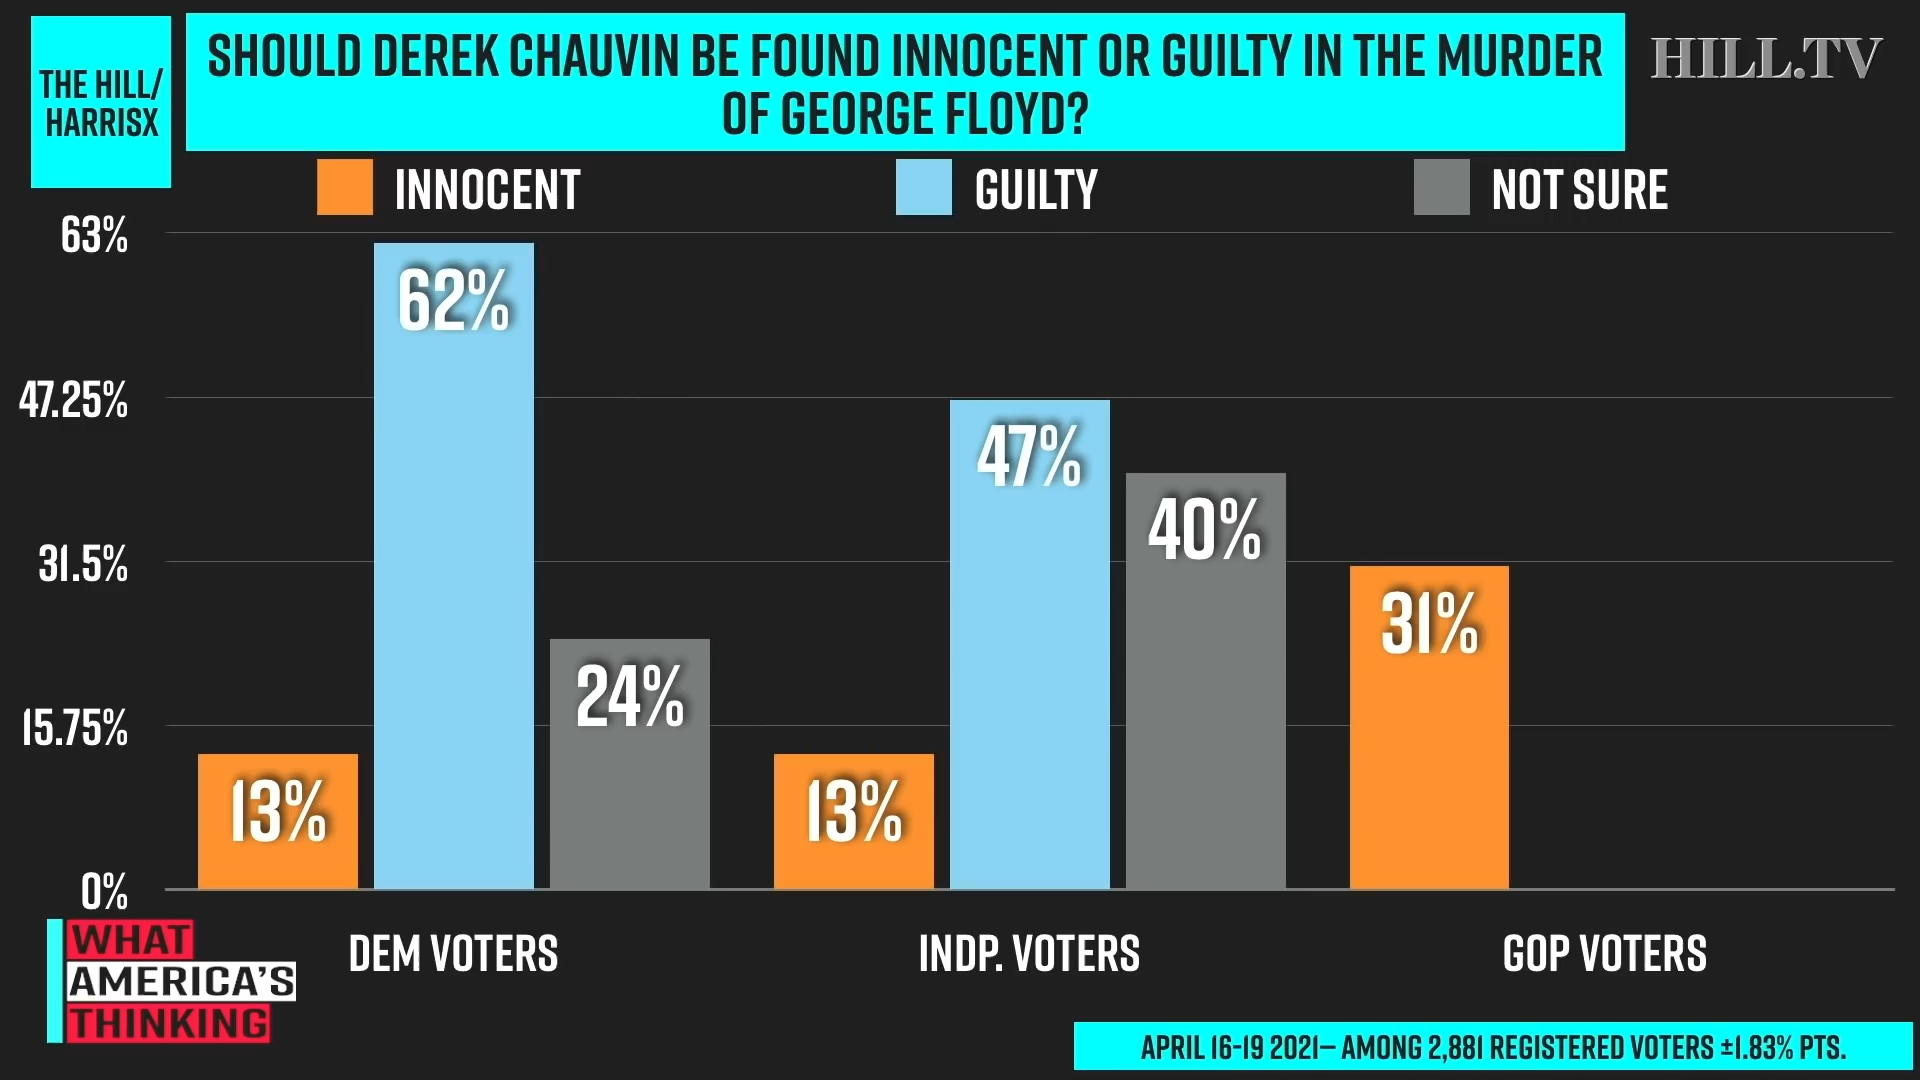 THE HILL/
HARRISX
SHOULD DEREK CHAUVIN BE FOUND INNOCENT OR GUILTY IN THE MURDER
OF GEORGE FLOYD?
HILL.TV
INNOCENT
GUILTY
NOT SURE
63%
47.25%
31.5%
15.75%
0%
13%
62%
24%
13%
47%
40%
31%
DEM VOTERS
INDP. VOTERS
GOP VOTERS
WHAT
AMERICA'S
THINKING
APRIL 16-19 2021– AMONG 2,881 REGISTERED VOTERS ±1.83% PTS.